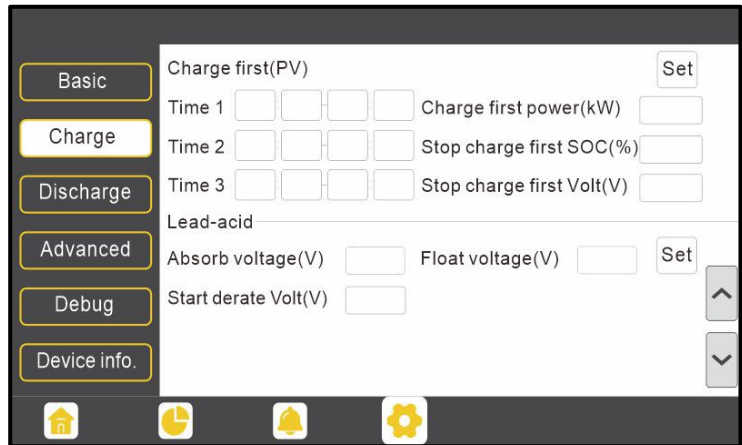 Basic
Charge
Discharge
Advanced
Debug
Device info.
Charge first(PV) Set
Time 1 : - : Charge first power(kW)
Time 2 : - : Stop charge first SOC(%)
Time 3 : - : Stop charge first Volt(V)
Lead-acid
Absorb voltage(V) Float voltage(V) Set
Start derate Volt(V)